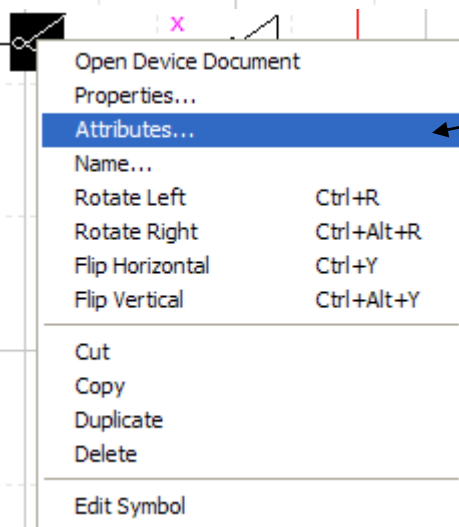 X
Open Device Document
Properties...
Attributes...
Name...
Rotate Left Ctrl+R
Rotate Right Ctrl+Alt+R
Flip Horizontal Ctrl+Y
Flip Vertical Ctrl+Alt+Y
Cut
Copy
Duplicate
Delete
Edit Symbol